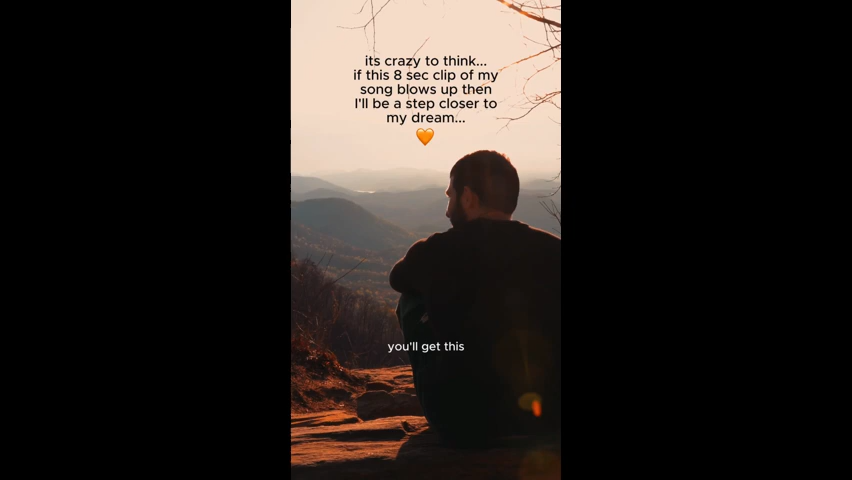 its crazy to think...
if this 8 sec clip of my
song blows up then
I'll be a step closer to
my dream...
🧡
you'll get this